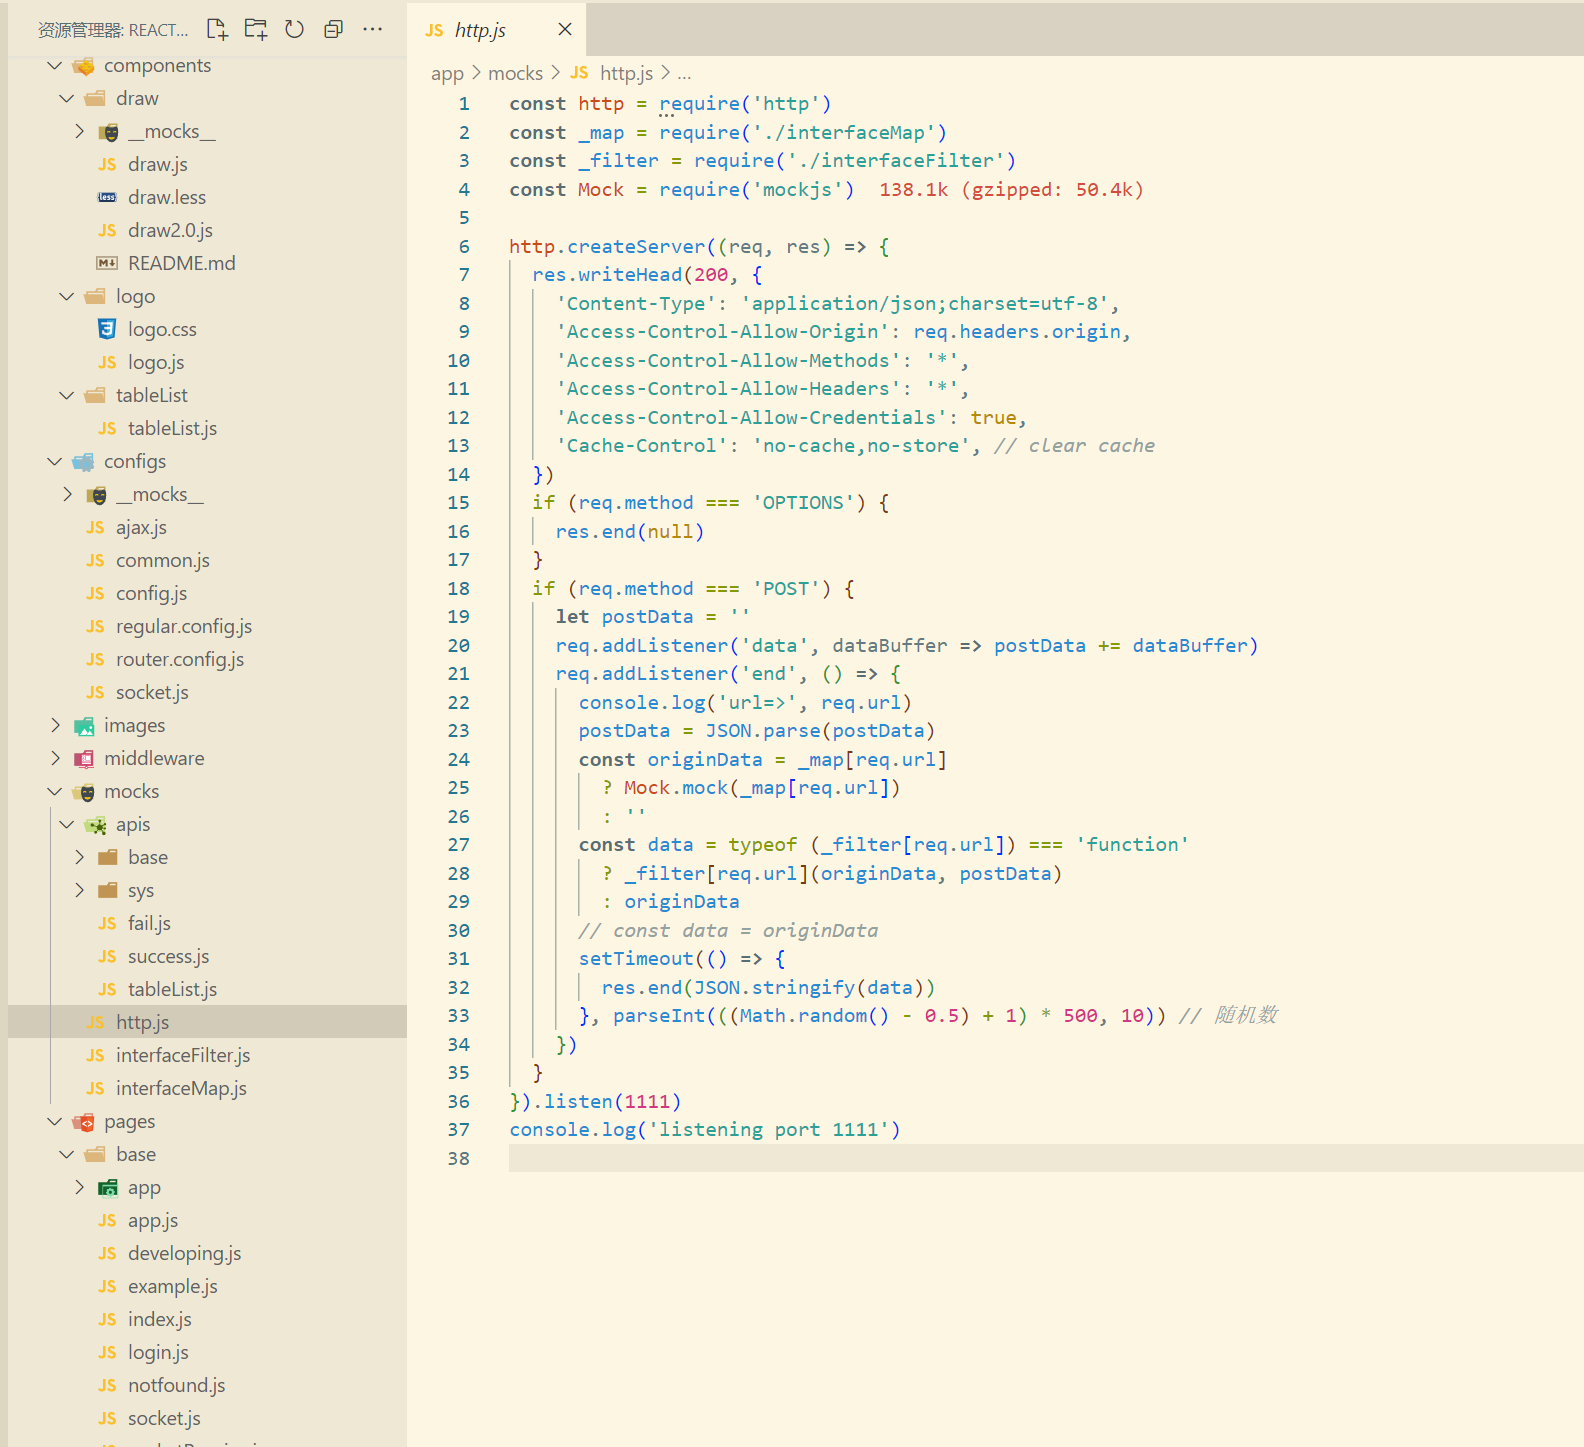 资源管理器: REACT...
components
draw
__mocks__
JS draw.js
less draw.less
JS draw2.0.js
README.md
logo
logo.css
JS logo.js
tableList
JS tableList.js
configs
__mocks__
JS ajax.js
JS common.js
JS config.js
JS regular.config.js
JS router.config.js
JS socket.js
images
middleware
mocks
apis
base
sys
JS fail.js
JS success.js
JS tableList.js
JS http.js
JS interfaceFilter.js
JS interfaceMap.js
pages
base
app
JS app.js
JS developing.js
JS example.js
JS index.js
JS login.js
JS notfound.js
JS socket.js
JS http.js
app > mocks > JS http.js > ...
1 const http = require('http')
2 const _map = require('./interfaceMap')
3 const _filter = require('./interfaceFilter')
4 const Mock = require('mockjs') 138.1k (gzipped: 50.4k)
5
6 http.createServer((req, res) => {
7 res.writeHead(200, {
8 'Content-Type': 'application/json;charset=utf-8',
9 'Access-Control-Allow-Origin': req.headers.origin,
10 'Access-Control-Allow-Methods': '*',
11 'Access-Control-Allow-Headers': '*',
12 'Access-Control-Allow-Credentials': true,
13 'Cache-Control': 'no-cache,no-store', // clear cache
14 })
15 if (req.method === 'OPTIONS') {
16 res.end(null)
17 }
18 if (req.method === 'POST') {
19 let postData = ''
20 req.addListener('data', dataBuffer => postData += dataBuffer)
21 req.addListener('end', () => {
22 console.log('url=>', req.url)
23 postData = JSON.parse(postData)
24 const originData = _map[req.url]
25 ? Mock.mock(_map[req.url])
26 : ''
27 const data = typeof (_filter[req.url]) === 'function'
28 ? _filter[req.url](originData, postData)
29 : originData
30 // const data = originData
31 setTimeout(() => {
32 res.end(JSON.stringify(data))
33 }, parseInt(((Math.random() - 0.5) + 1) * 500, 10)) // 随机数
34 })
35 }
36 }).listen(1111)
37 console.log('listening port 1111')
38